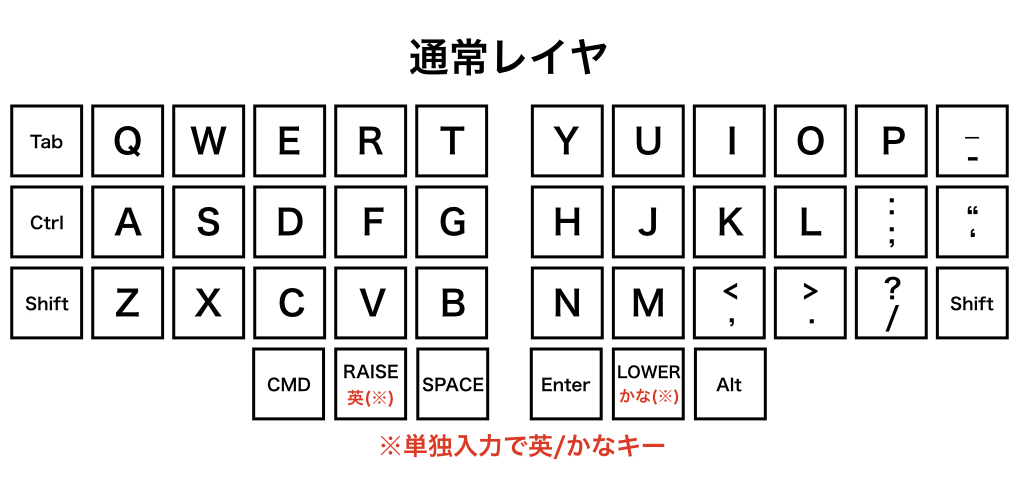 通常レイヤ
Tab Q W E R T Y U I O P _ -
Ctrl A S D F G H J K L : ; “ ‘
Shift Z X C V B N M < , > . ? / Shift
CMD RAISE 英(※) SPACE Enter LOWER かな(※) Alt
※単独入力で英/かなキー